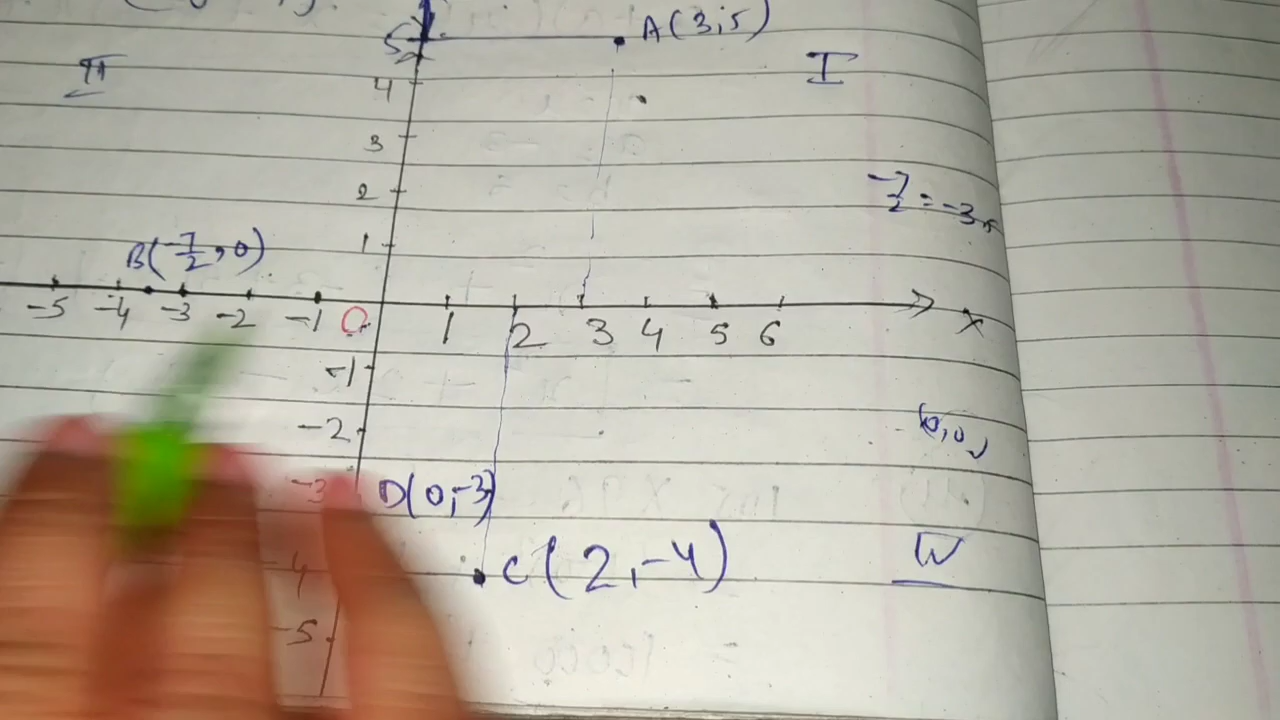 5
A(3,5)
II
I
4
3
2
-7/2 = -3.5
B(-7/2, 0)
1
-5 -4 -3 -2 -1 O 1 2 3 4 5 6 X
-1
-2
(0,0)
-3 D(0,-3)
IV
-4 C(2,-4)
-5